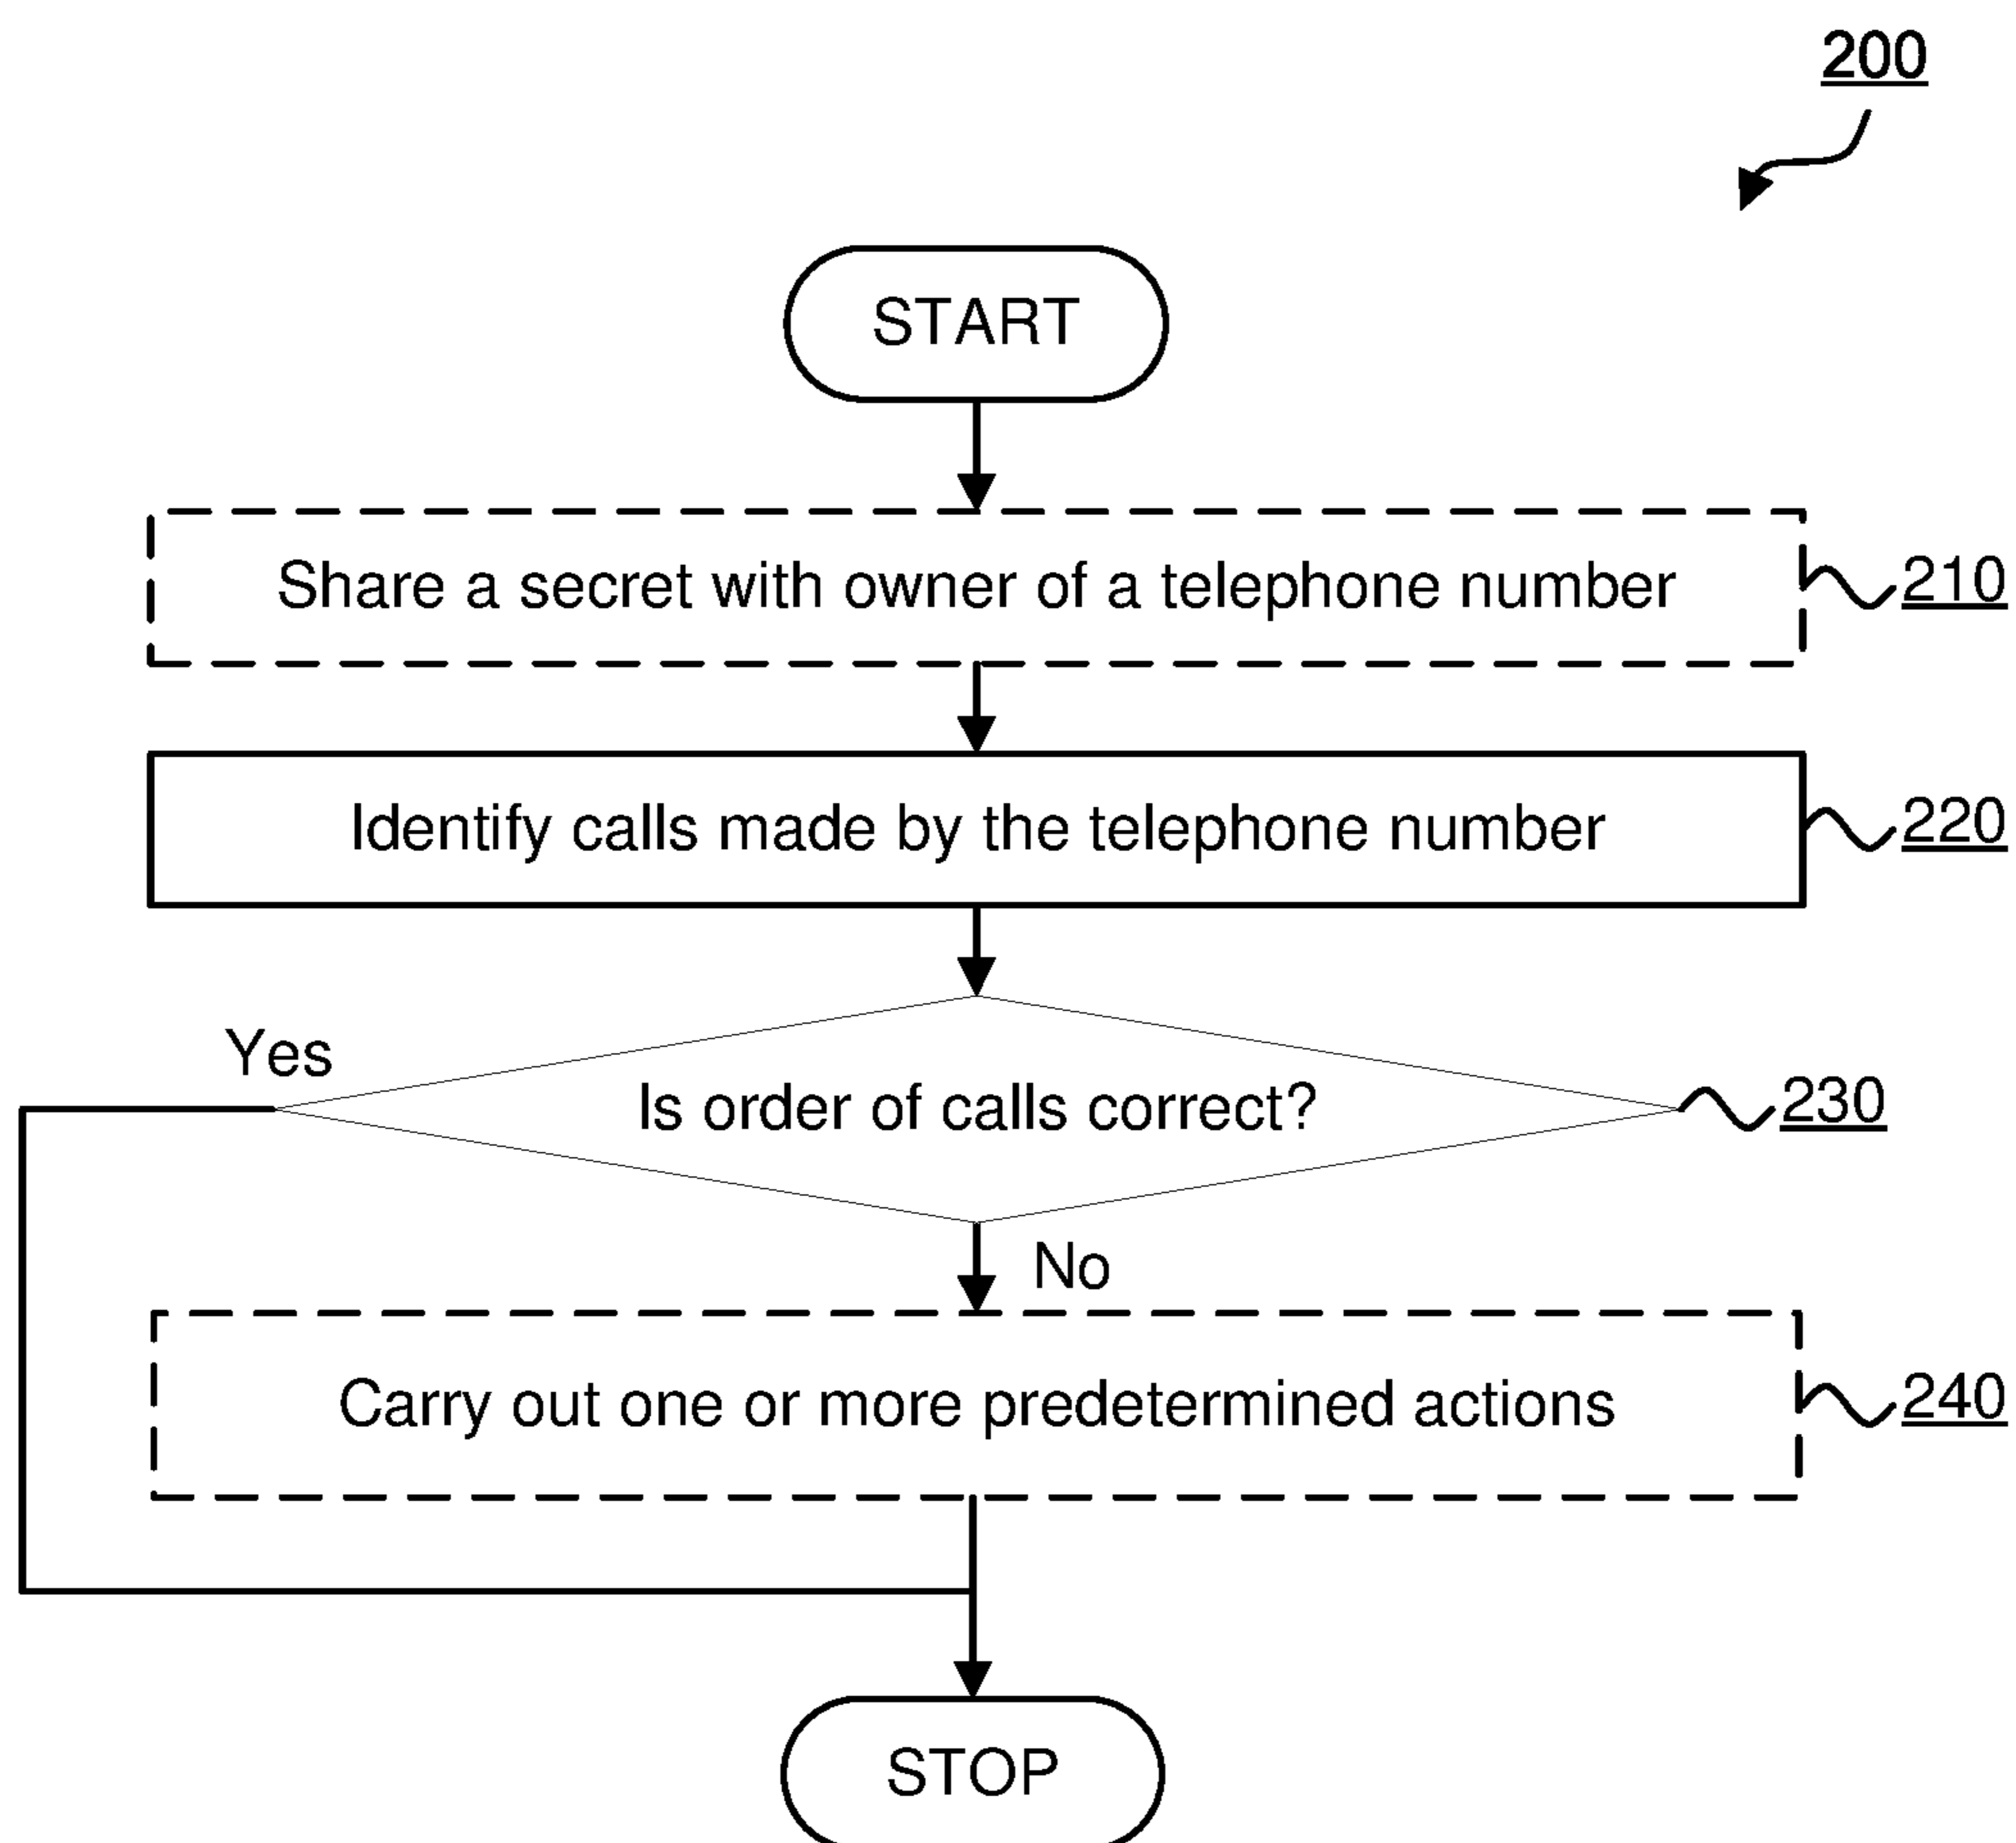 200
START
Share a secret with owner of a telephone number
210
Identify calls made by the telephone number
220
Yes
Is order of calls correct?
230
No
Carry out one or more predetermined actions
240
STOP